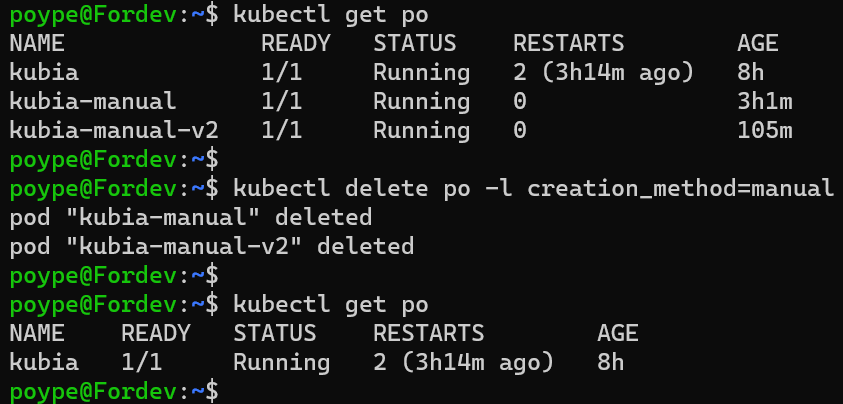 poype@Fordev:~$ kubectl get po
NAME              READY   STATUS    RESTARTS        AGE
kubia             1/1     Running   2 (3h14m ago)   8h
kubia-manual      1/1     Running   0               3h1m
kubia-manual-v2   1/1     Running   0               105m
poype@Fordev:~$
poype@Fordev:~$ kubectl delete po -l creation_method=manual
pod "kubia-manual" deleted
pod "kubia-manual-v2" deleted
poype@Fordev:~$
poype@Fordev:~$ kubectl get po
NAME    READY   STATUS    RESTARTS        AGE
kubia   1/1     Running   2 (3h14m ago)   8h
poype@Fordev:~$